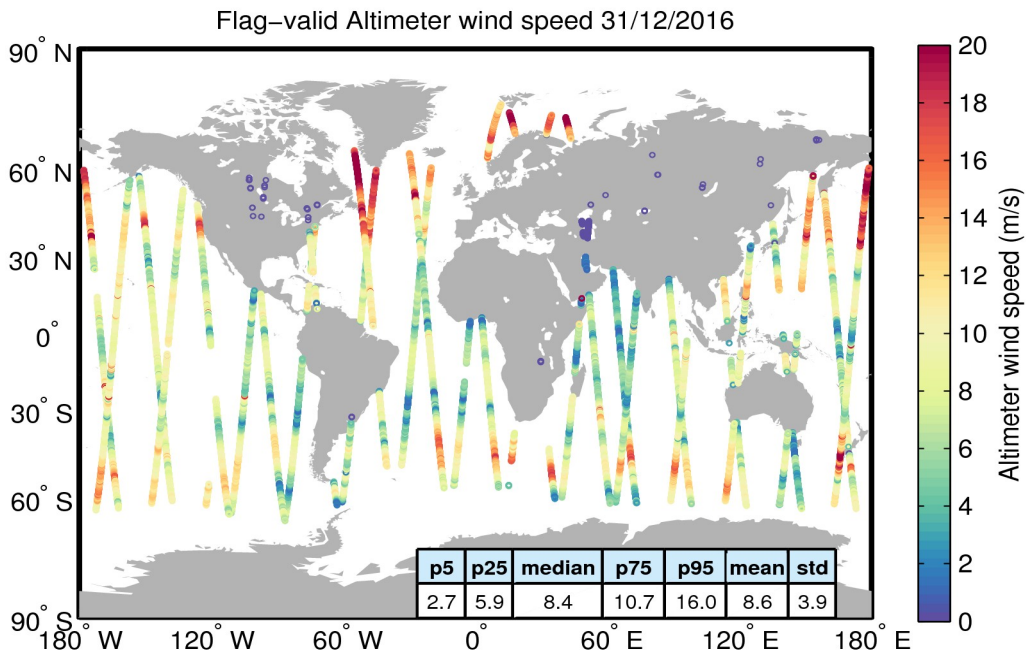 Flag−valid Altimeter wind speed 31/12/2016
90° N
60° N
30° N
0°
30° S
60° S
90° S
180° W
120° W
60° W
0°
60° E
120° E
180° E
20
18
16
14
12
10
8
6
4
2
0
Altimeter wind speed (m/s)
p5 p25 median p75 p95 mean std
2.7 5.9 8.4 10.7 16.0 8.6 3.9